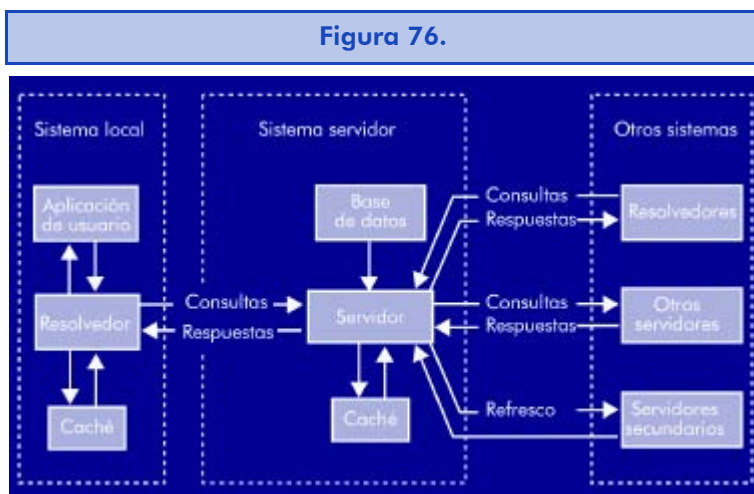 Figura 76.
Sistema local
Sistema servidor
Otros sistemas
Aplicación
de usuario
Base
de datos
Consultas
Respuestas
Resolvedores
Resolvedor
Consultas
Respuestas
Servidor
Consultas
Respuestas
Otros
servidores
Caché
Caché
Refresco
Servidores
secundarios